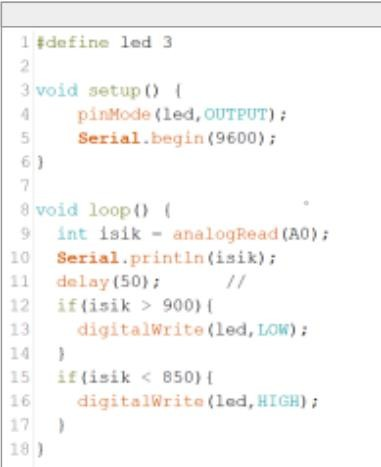 1 #define led 3
2
3 void setup() {
4 pinMode(led,OUTPUT);
5 Serial.begin(9600);
6 }
7
8 void loop() {
9 int isik = analogRead(A0);
10 Serial.println(isik);
11 delay(50); //
12 if(isik > 900){
13 digitalWrite(led,LOW);
14 }
15 if(isik < 850){
16 digitalWrite(led,HIGH);
17 }
18 }